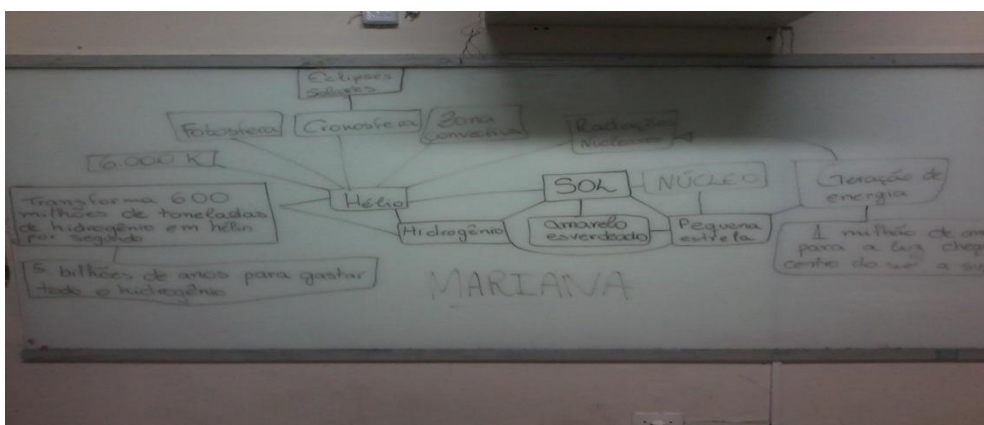 Eclipses
Solares
Fotosfera
Cromosfera
Zona
Convectiva
Radiação
Nuclear
6.000 K
Hélio
SOL
NÚCLEO
Geração de
energia
Transforma 600
milhões de toneladas
de hidrogênio em hélio
por segundo
Hidrogênio
amarelo
esverdeado
Pequena
estrela
1 milhão de an
para a luz cheg
centro do a
5 bilhões de anos para gastar
todo o hidrogênio
MARIANA